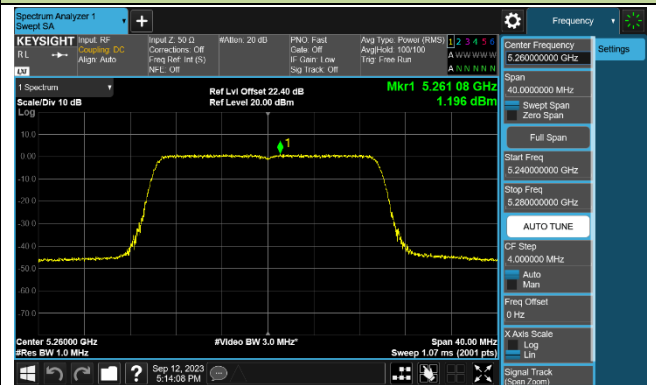 Spectrum Analyzer 1
Swept SA
+
Frequency
KEYSIGHT
RL
LXI
Input: RF
Coupling: DC
Align: Auto
Input Z: 50 Ω
Corrections: Off
Freq Ref: Int (S)
NFE: Off
#Atten: 20 dB
PNO: Fast
Gate: Off
IF Gain: Low
Sig Track: Off
Avg Type: Power (RMS)
Avg|Hold: 100/100
Trig: Free Run
1 2 3 4 5 6
A W W W W W
A N N N N N
1 Spectrum
Scale/Div 10 dB
Log
Ref Lvl Offset 22.40 dB
Ref Level 20.00 dBm
Mkr1 5.261 08 GHz
1.196 dBm
10.0
0.00
-10.0
-20.0
-30.0
-40.0
-50.0
-60.0
-70.0
1
Center 5.26000 GHz
#Res BW 1.0 MHz
#Video BW 3.0 MHz*
Span 40.00 MHz
Sweep 1.07 ms (2001 pts)
?
Sep 12, 2023
5:14:08 PM
Center Frequency
5.260000000 GHz
Settings
Span
40.0000000 MHz
Swept Span
Zero Span
Full Span
Start Freq
5.240000000 GHz
Stop Freq
5.280000000 GHz
AUTO TUNE
CF Step
4.000000 MHz
Auto
Man
Freq Offset
0 Hz
X Axis Scale
Log
Lin
Signal Track
(Span Zoom)